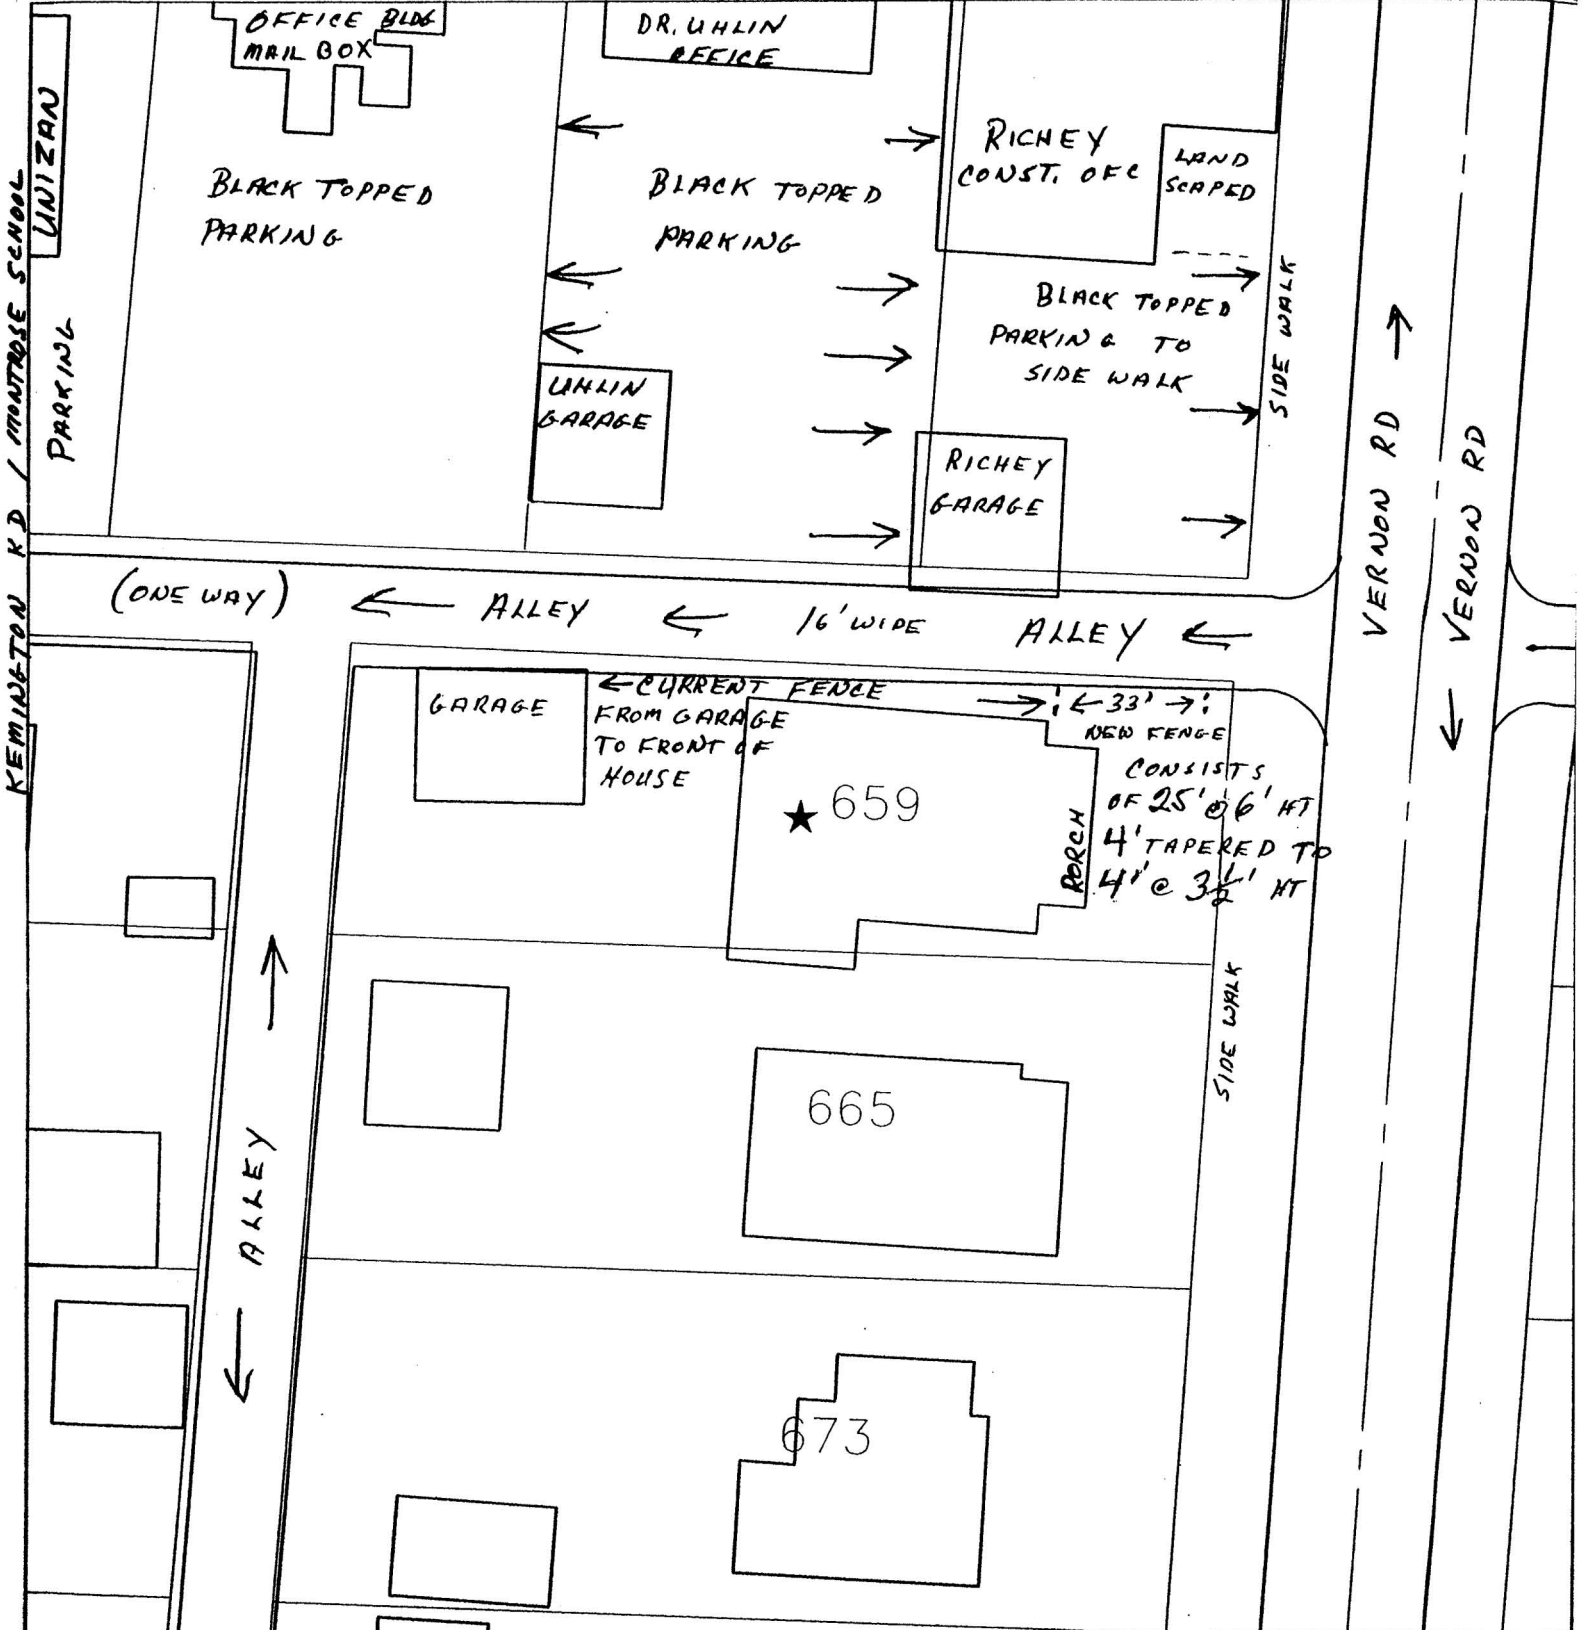 OFFICE BLDG
MAIL BOX
DR. UHLIN
OFFICE
UNIZAN
RICHEY
CONST. OFC
LAND
SCAPED
BLACK TOPPED
PARKING
BLACK TOPPED
PARKING
KEMINGTON RD / MONTROSE SCHOOL
PARKING
BLACK TOPPED
PARKING TO
SIDE WALK
SIDE WALK
UHLIN
GARAGE
RICHEY
GARAGE
VERNON RD
VERNON RD
(ONE WAY)
ALLEY
16' WIDE
ALLEY
GARAGE
CURRENT FENCE
FROM GARAGE
TO FRONT OF
HOUSE
33'
NEW FENCE
CONSISTS
OF 25' @ 6' HT
4' TAPERED TO
4' @ 3 1/2' HT
659
PORCH
SIDE WALK
665
ALLEY
673